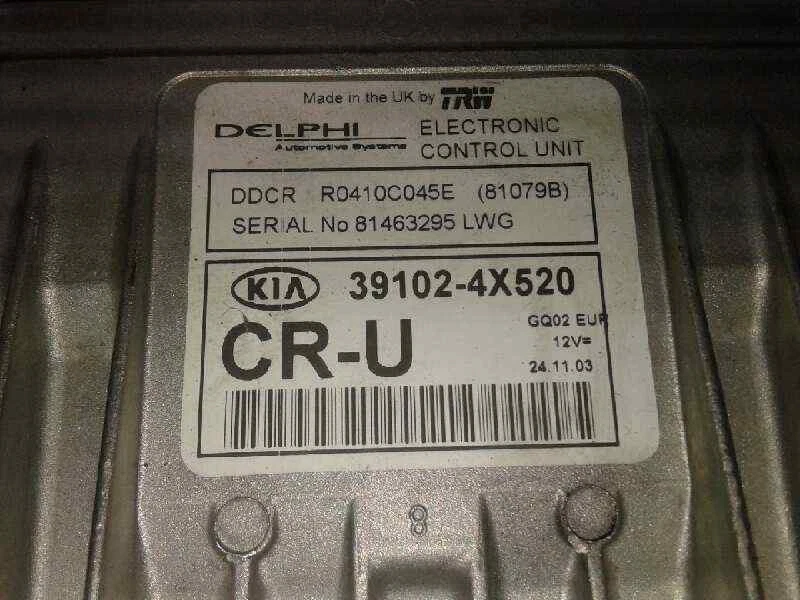 Made in the UK by TRW
DELPHI
Automotive Systems
ELECTRONIC
CONTROL UNIT
DDCR R0410C045E (81079B)
SERIAL No 81463295 LWG
KIA 39102-4X520
CR-U
GQ02 EUR
12V=
24.11.03
8